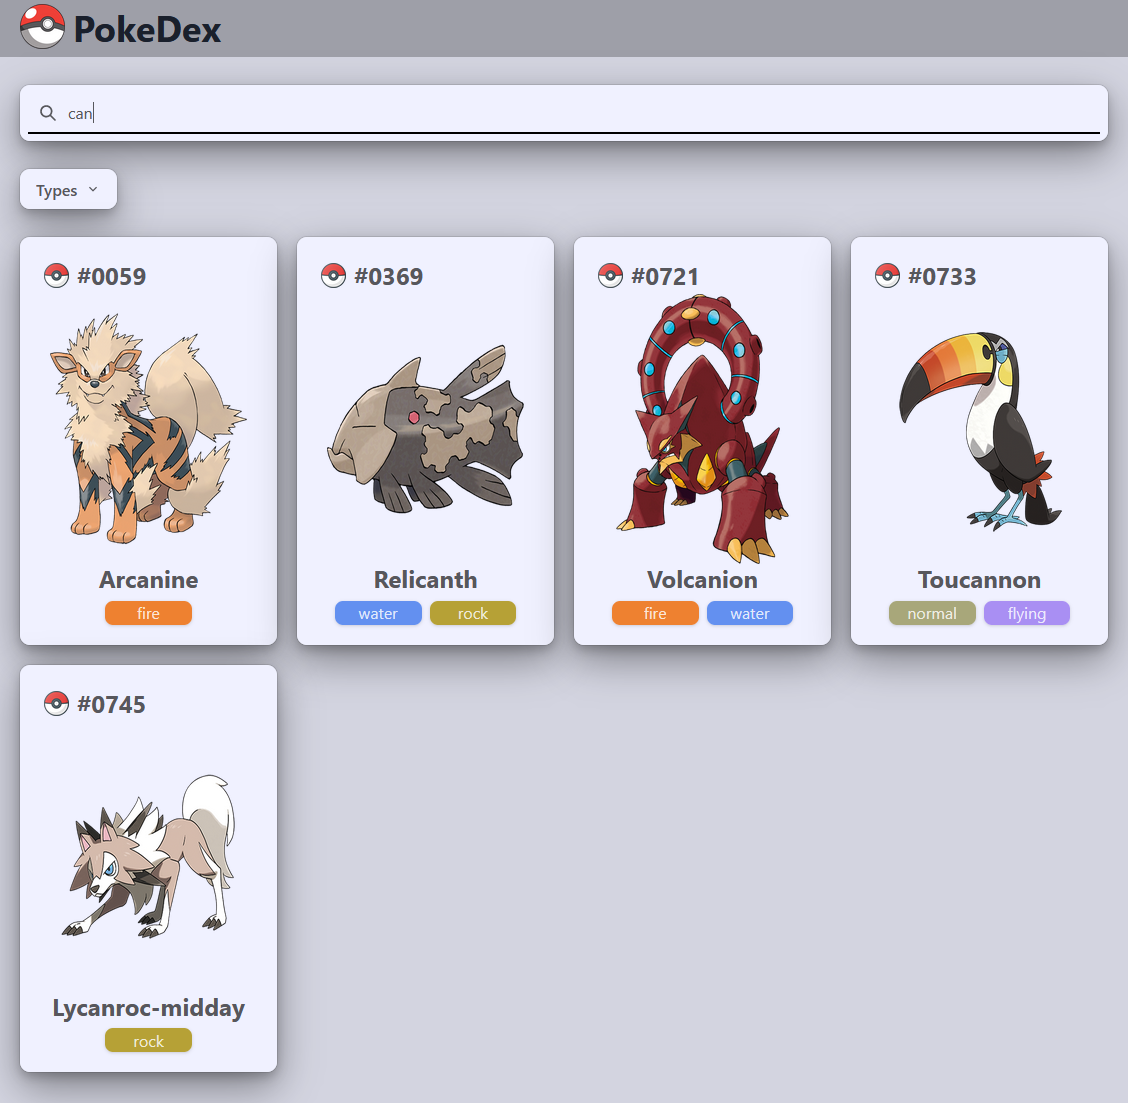 PokeDex
can
Types
#0059
Arcanine
fire
#0369
Relicanth
water rock
#0721
Volcanion
fire water
#0733
Toucannon
normal flying
#0745
Lycanroc-midday
rock